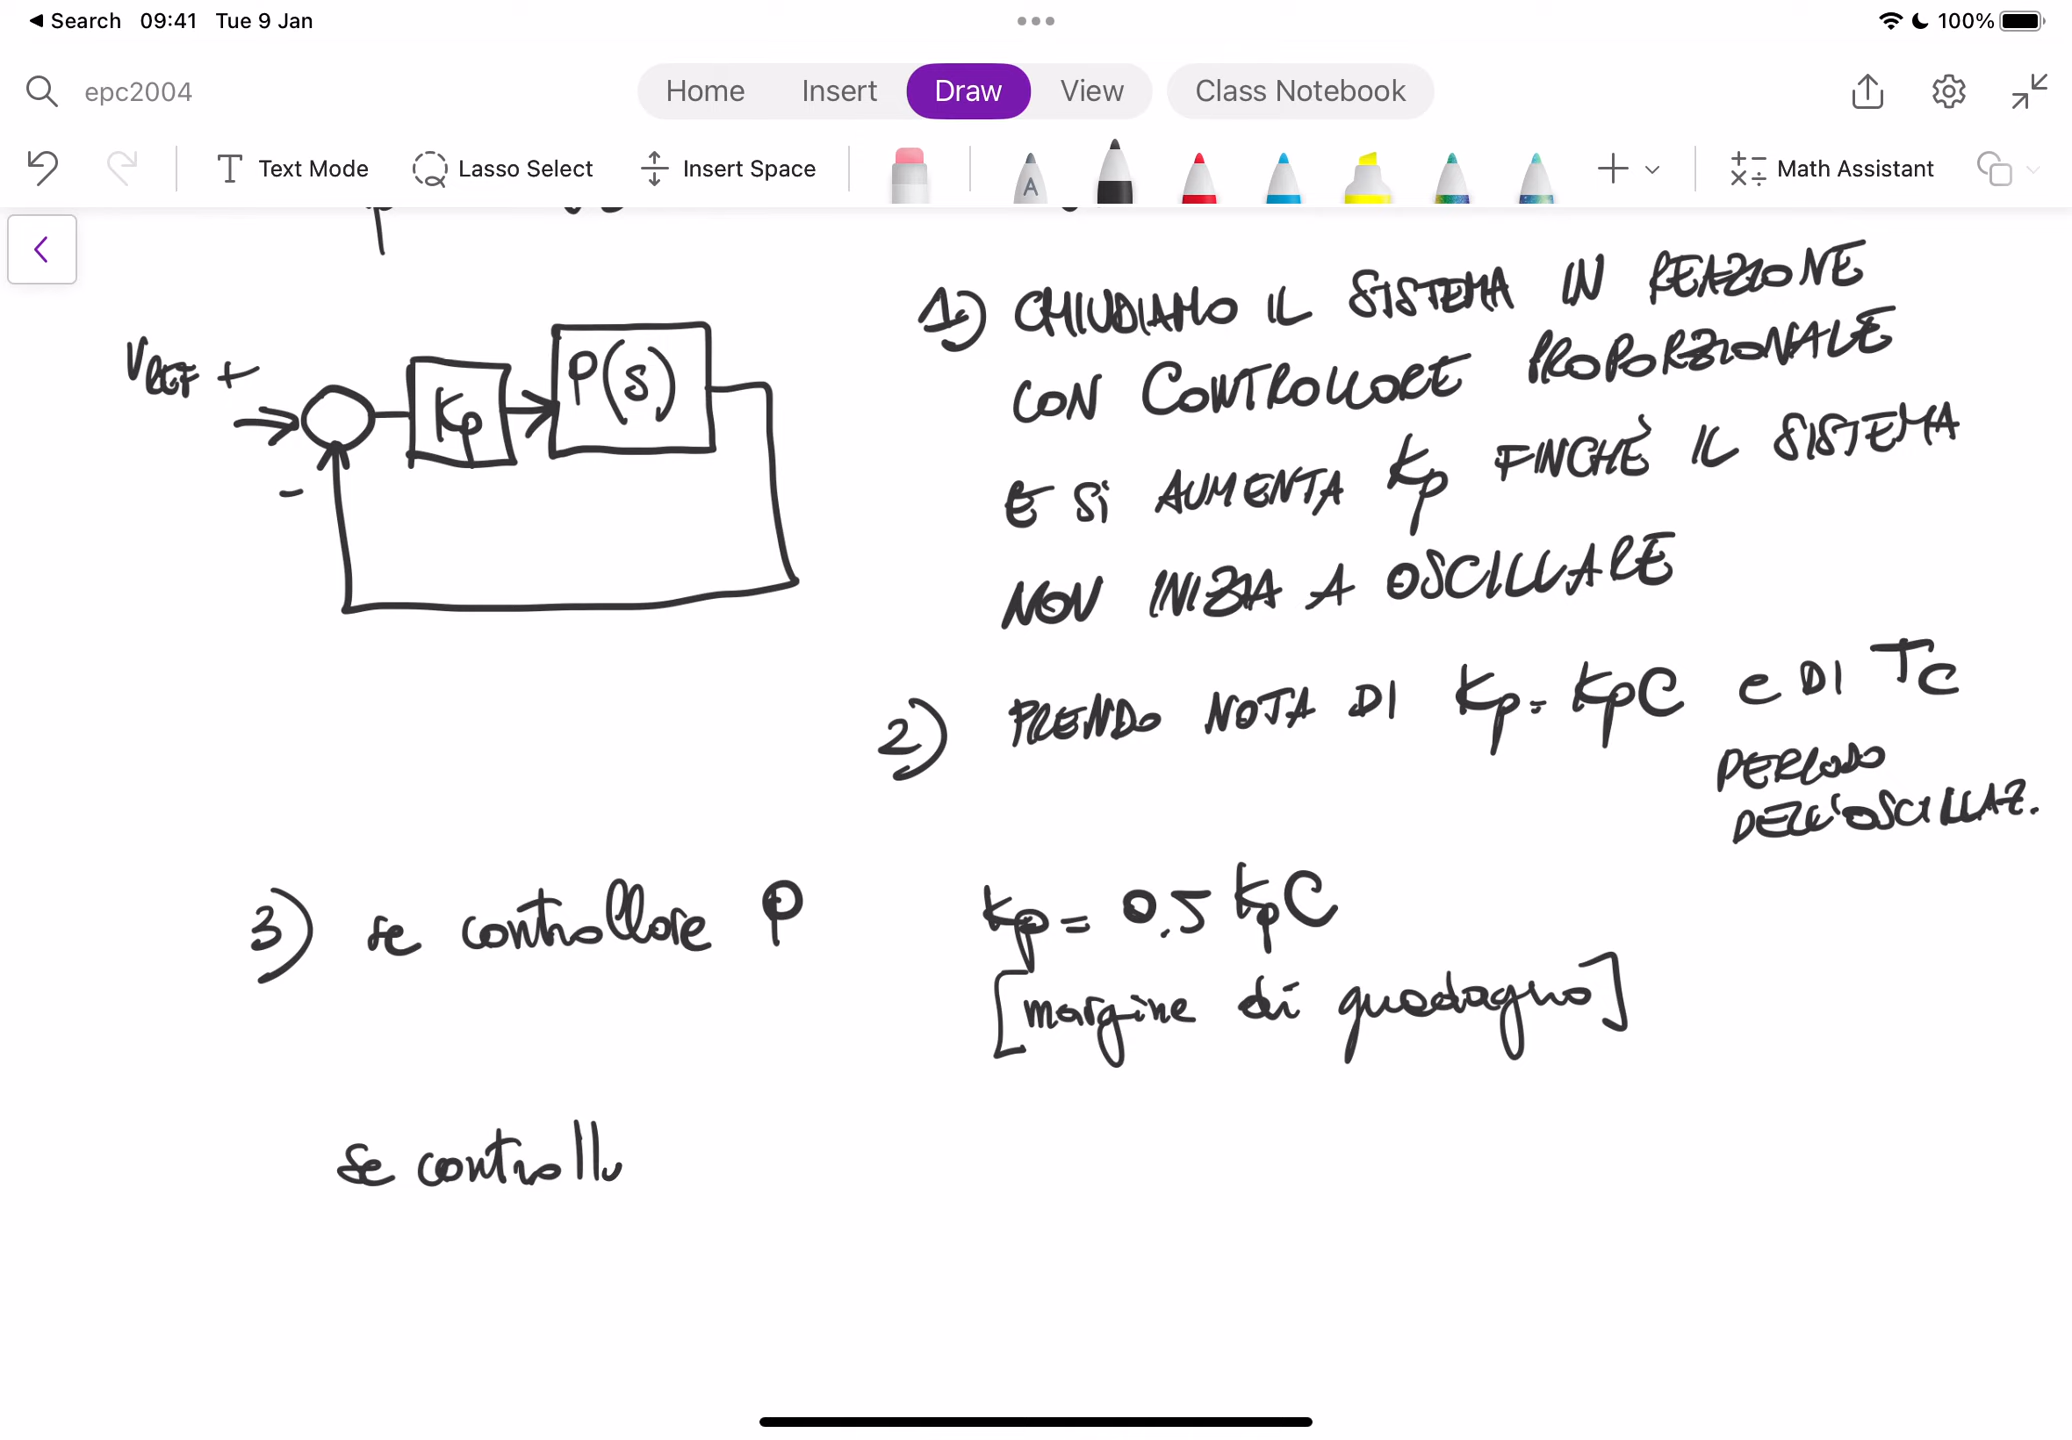 Search 09:41 Tue 9 Jan 100%
epc2004 Home Insert Draw View Class Notebook
Text Mode Lasso Select Insert Space A Math Assistant
VREF +
-
Kp
P(s)
1) CHIUDIAMO IL SISTEMA IN REAZIONE
CON CONTROLLORE PROPORZIONALE
E SI AUMENTA Kp FINCHÈ IL SISTEMA
NON INIZIA A OSCILLARE
2) PRENDO NOTA DI Kp = KpC e DI TC
PERIODO
DELL'OSCILLAZ.
3) se controllore P Kp = 0.5 KpC
[margine di guadagno]
se controllo